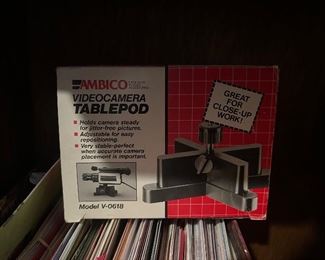 AMBICO
VIDEOCAMERA
TABLEPOD
• Holds camera steady
for jitter-free pictures.
• Adjustable for easy
repositioning.
• Very stable-perfect
when accurate camera
placement is important.
Model V-0618
GREAT
FOR
CLOSE-UP
WORK!